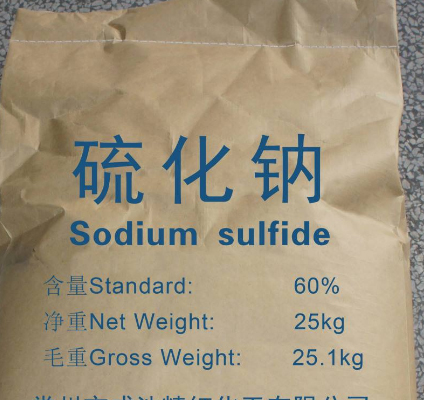 硫化钠
Sodium sulfide
含量Standard: 60%
净重Net Weight: 25kg
毛重Gross Weight: 25.1kg